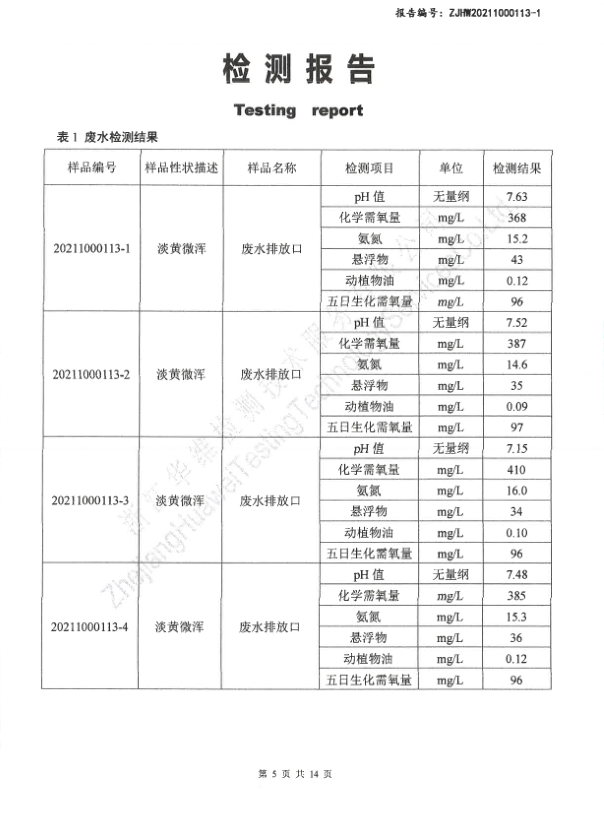 报告编号：ZJHW20211000113-1
检测报告
Testing report
表1 废水检测结果
样品编号 样品性状描述 样品名称 检测项目 单位 检测结果
20211000113-1 淡黄微浑 废水排放口 pH 值 无量纲 7.63
化学需氧量 mg/L 368
氨氮 mg/L 15.2
悬浮物 mg/L 43
动植物油 mg/L 0.12
五日生化需氧量 mg/L 96
20211000113-2 淡黄微浑 废水排放口 pH 值 无量纲 7.52
化学需氧量 mg/L 387
氨氮 mg/L 14.6
悬浮物 mg/L 35
动植物油 mg/L 0.09
五日生化需氧量 mg/L 97
20211000113-3 淡黄微浑 废水排放口 pH 值 无量纲 7.15
化学需氧量 mg/L 410
氨氮 mg/L 16.0
悬浮物 mg/L 34
动植物油 mg/L 0.10
五日生化需氧量 mg/L 96
20211000113-4 淡黄微浑 废水排放口 pH 值 无量纲 7.48
化学需氧量 mg/L 385
氨氮 mg/L 15.3
悬浮物 mg/L 36
动植物油 mg/L 0.12
五日生化需氧量 mg/L 96
浙江华维检测技术服务有限公司
ZhejiangHuaweiTestingTechnologyServicesCo.Ltd
第 5 页 共 14 页